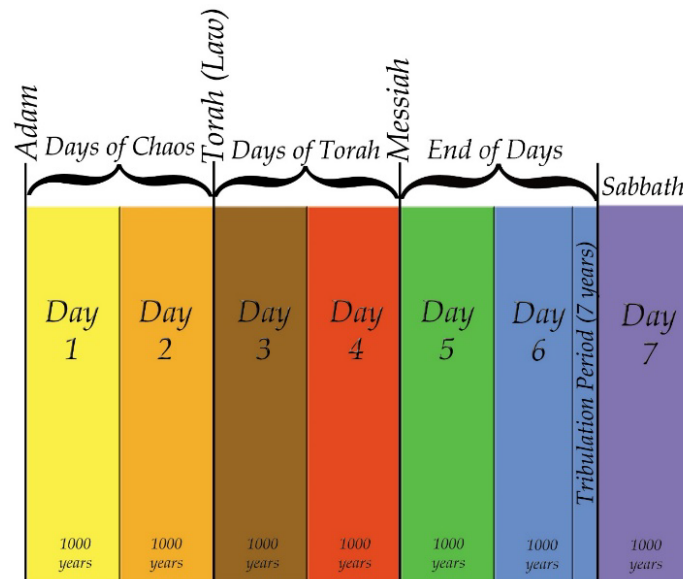 Adam
Days of Chaos
Torah (Law)
Days of Torah
Messiah
End of Days
Sabbath
Day
1
Day
2
Day
3
Day
4
Day
5
Day
6
Tribulation Period (7 years)
Day
7
1000
years
1000
years
1000
years
1000
years
1000
years
1000
years
1000
years